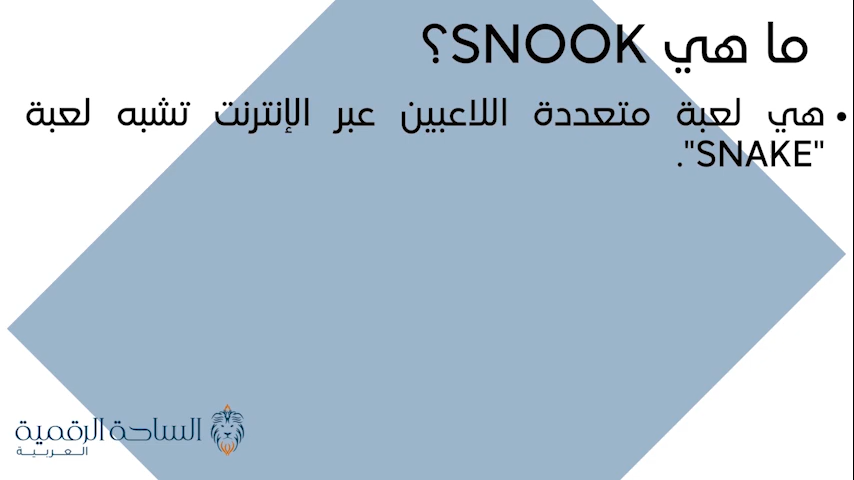 ما هي SNOOK؟
• هي لعبة متعددة اللاعبين عبر الإنترنت تشبه لعبة
"SNAKE".
الساحة الرقمية
العربية